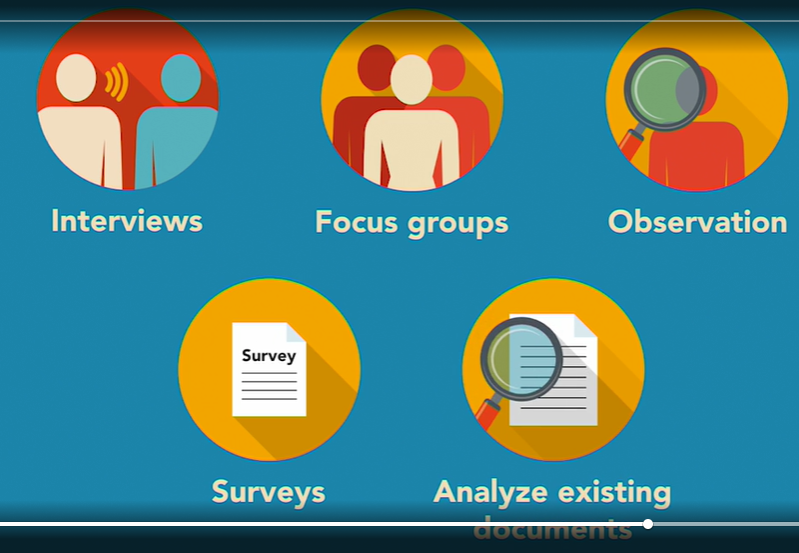 Interviews
Focus groups
Observation
Survey
Surveys
Analyze existing
documents